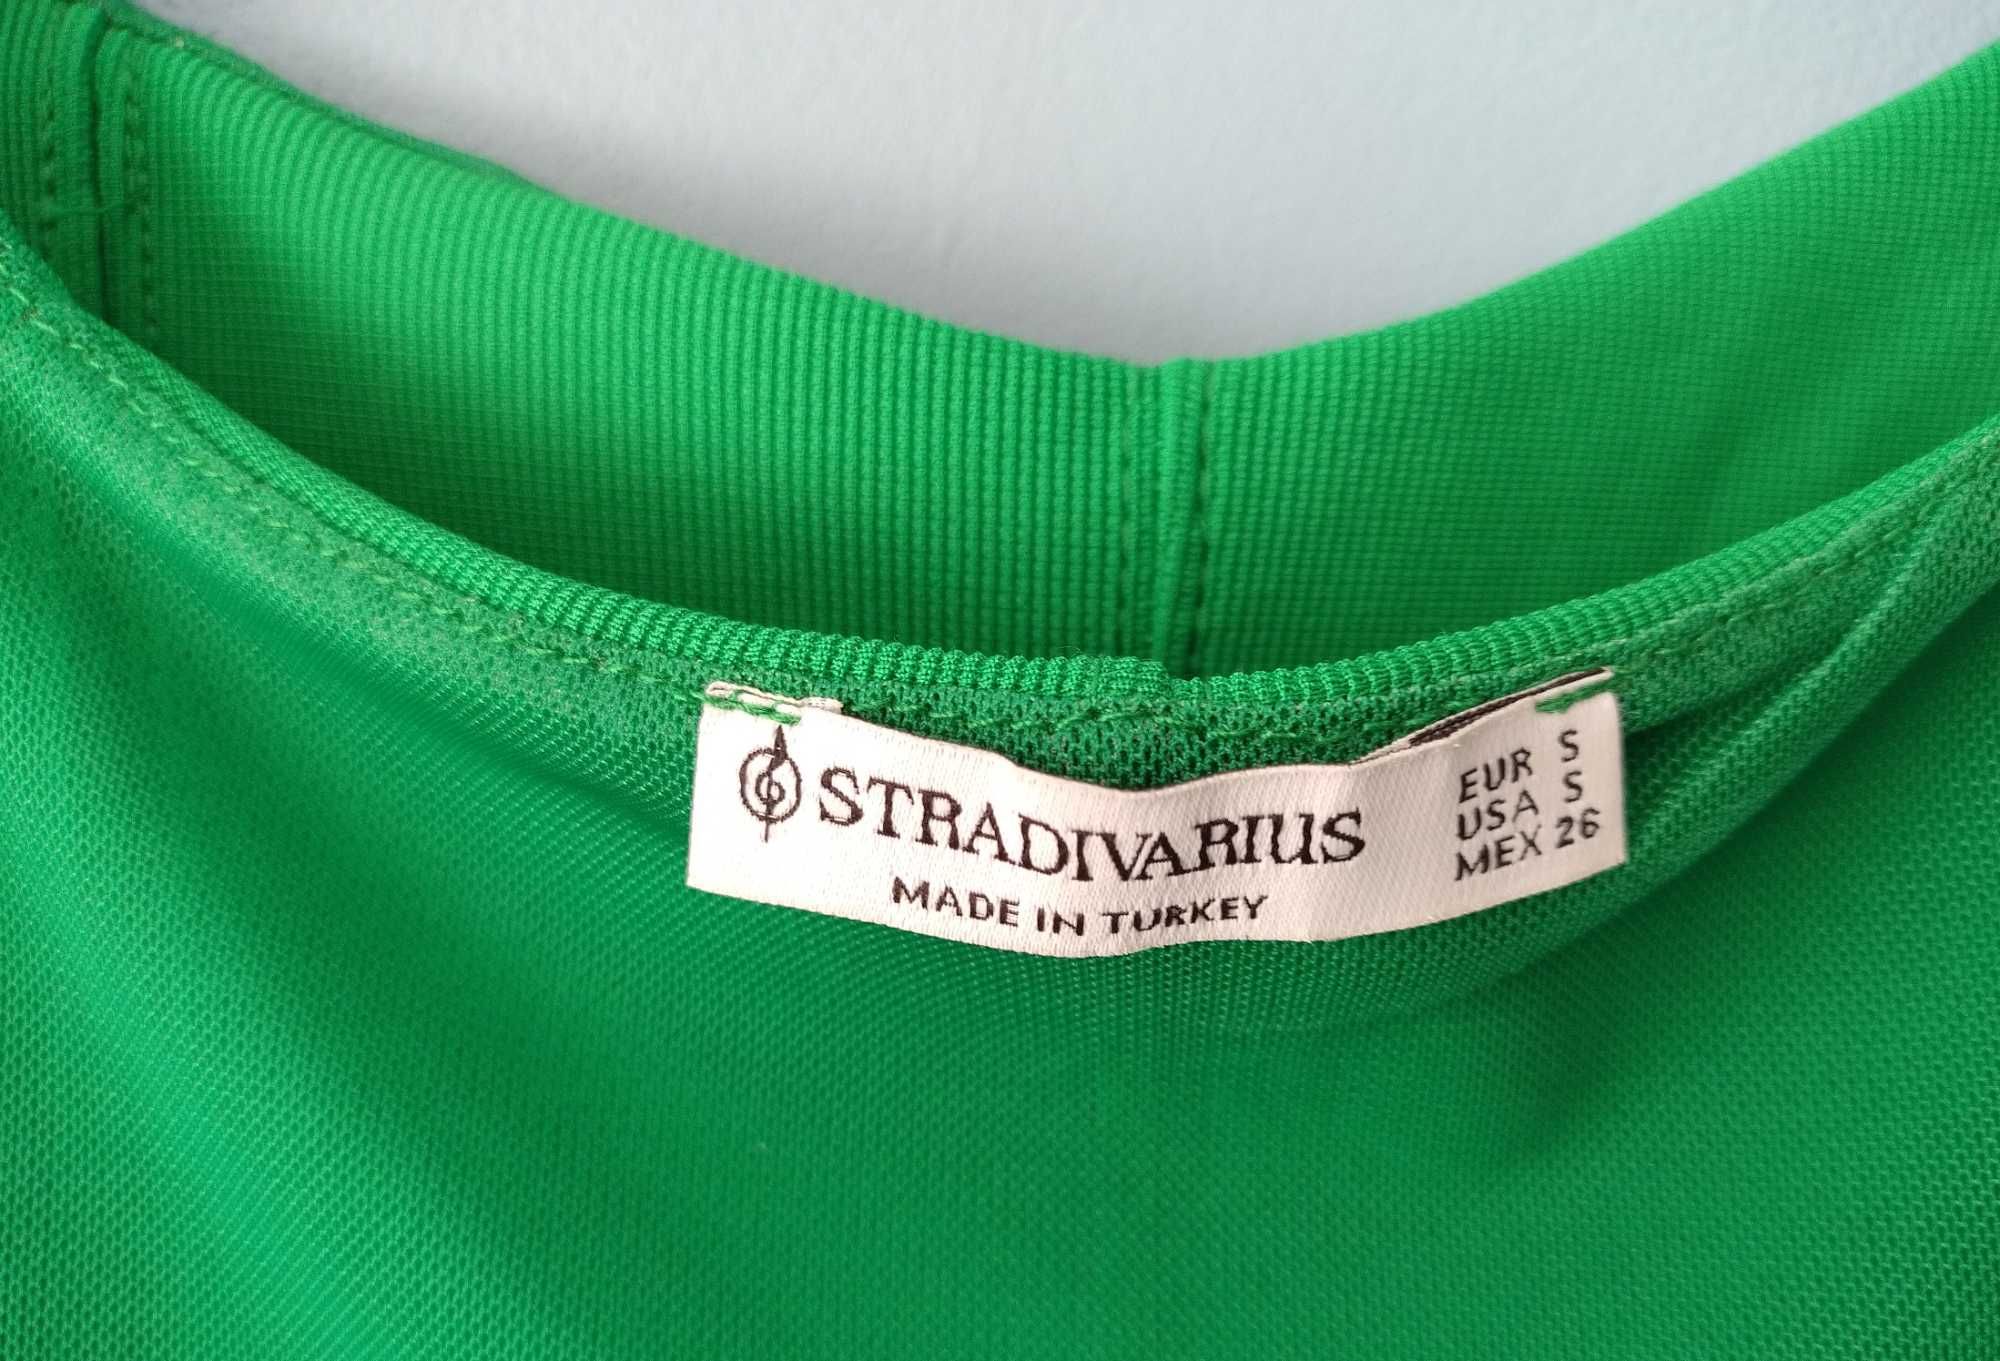 STRADIVARIUS
MADE IN TURKEY
EUR S
USA S
MEX 26